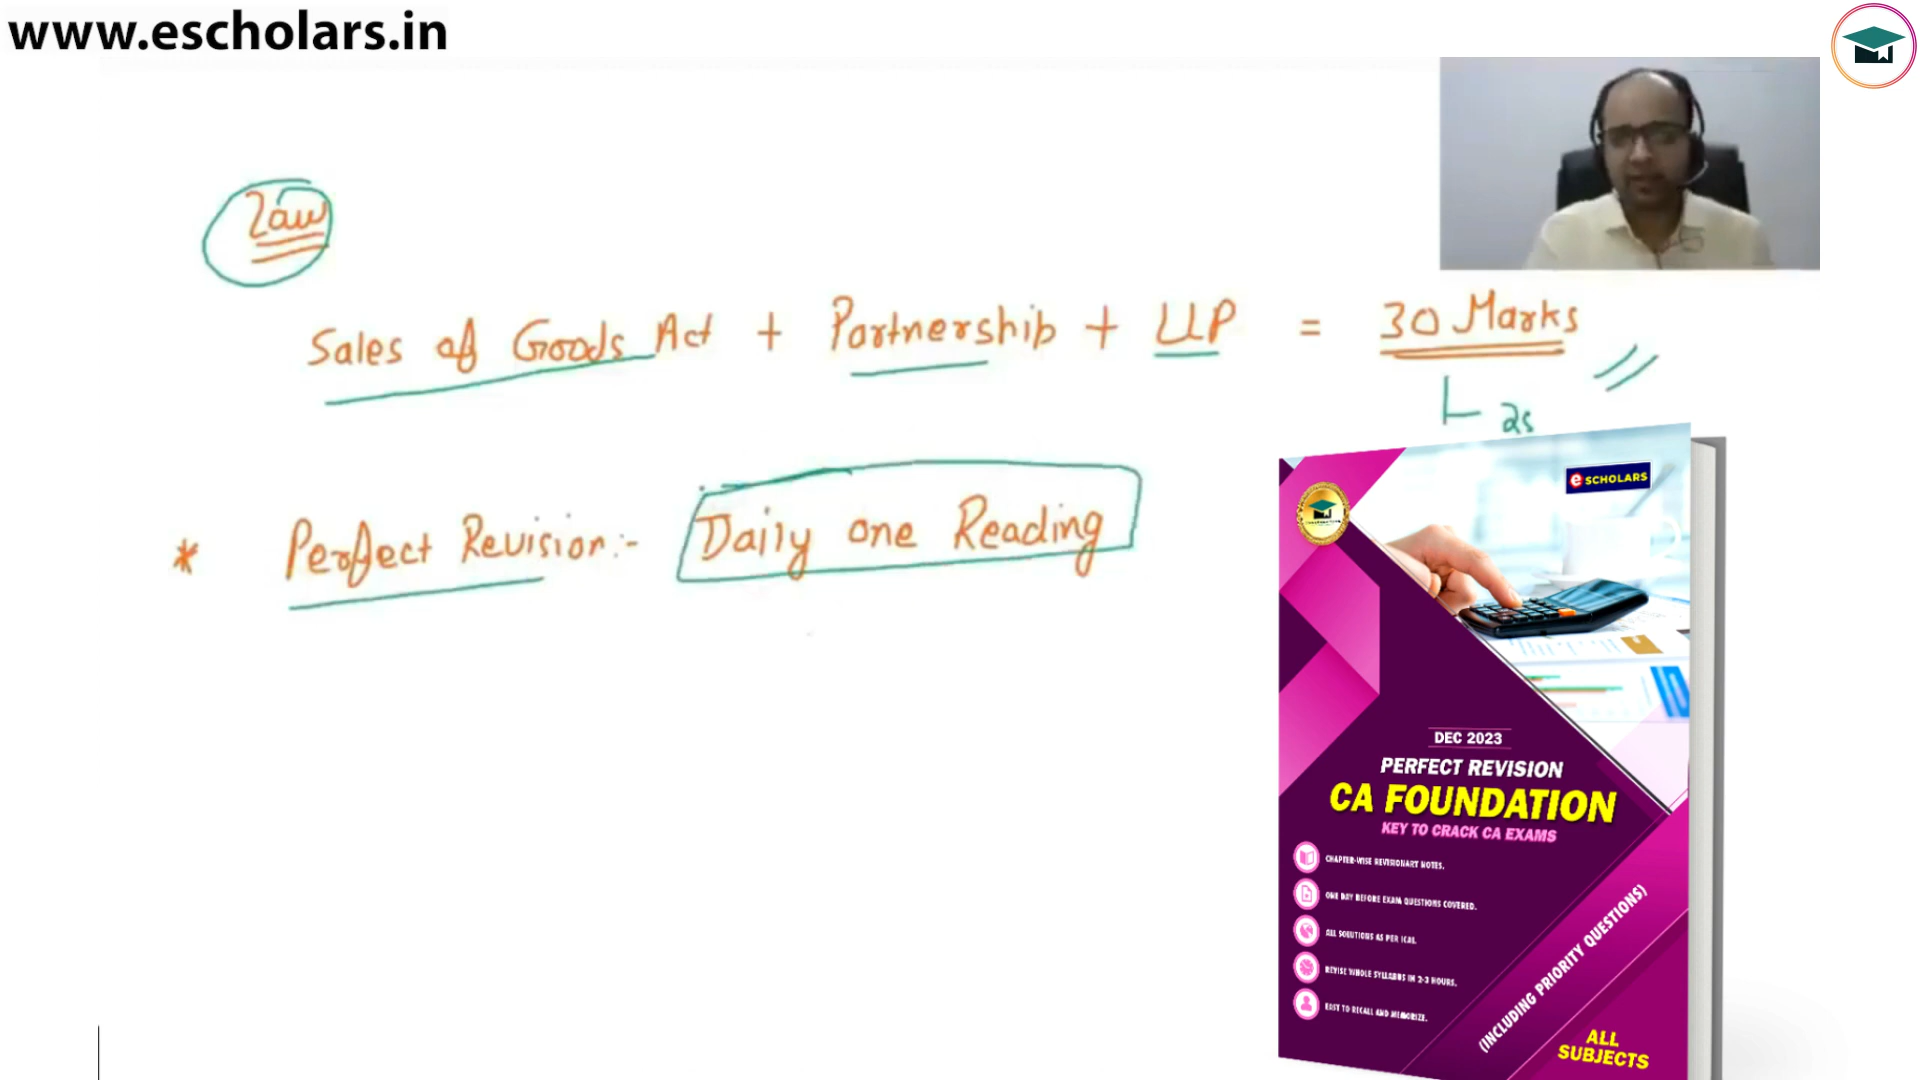 www.escholars.in
Law
Sales of Goods Act + Partnership + LLP = 30 Marks
25
* Perfect Revision:- Daily one Reading
e SCHOLARS
DEC 2023
PERFECT REVISION
CA FOUNDATION
KEY TO CRACK CA EXAMS
CHAPTER-WISE REVISIONARY NOTES.
ONE DAY BEFORE EXAM QUESTIONS COVERED.
ALL SOLUTIONS AS PER ICAI.
REVISE WHOLE SYLLABUS IN 2-3 HOURS.
EASY TO RECALL AND MEMORIZE.
(INCLUDING PRIORITY QUESTIONS)
ALL
SUBJECTS